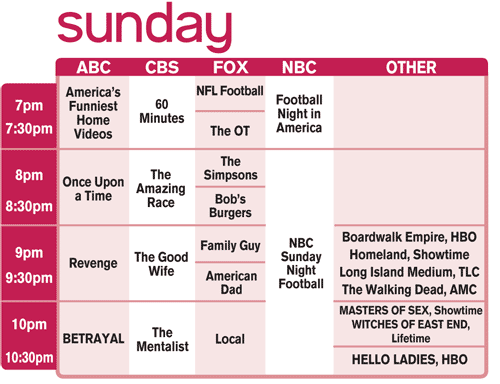 sunday
ABC CBS FOX NBC OTHER
7pm
7:30pm
America's
Funniest
Home
Videos
60
Minutes
NFL Football
The OT
Football
Night in
America
8pm
8:30pm
Once Upon
a Time
The
Amazing
Race
The
Simpsons
Bob's
Burgers
NBC
Sunday
Night
Football
9pm
9:30pm
Revenge
The Good
Wife
Family Guy
American
Dad
Boardwalk Empire, HBO
Homeland, Showtime
Long Island Medium, TLC
The Walking Dead, AMC
10pm
10:30pm
BETRAYAL
The
Mentalist
Local
MASTERS OF SEX, Showtime
WITCHES OF EAST END,
Lifetime
HELLO LADIES, HBO